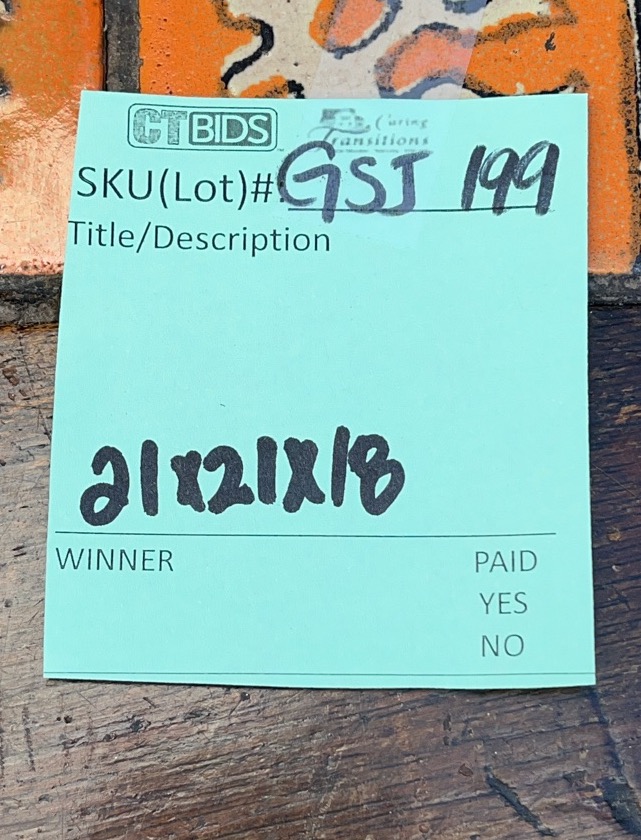 CTBIDS
Caring
Transitions
SKU(Lot)#: GSJ 199
Title/Description
21x21x18
WINNER PAID
YES
NO